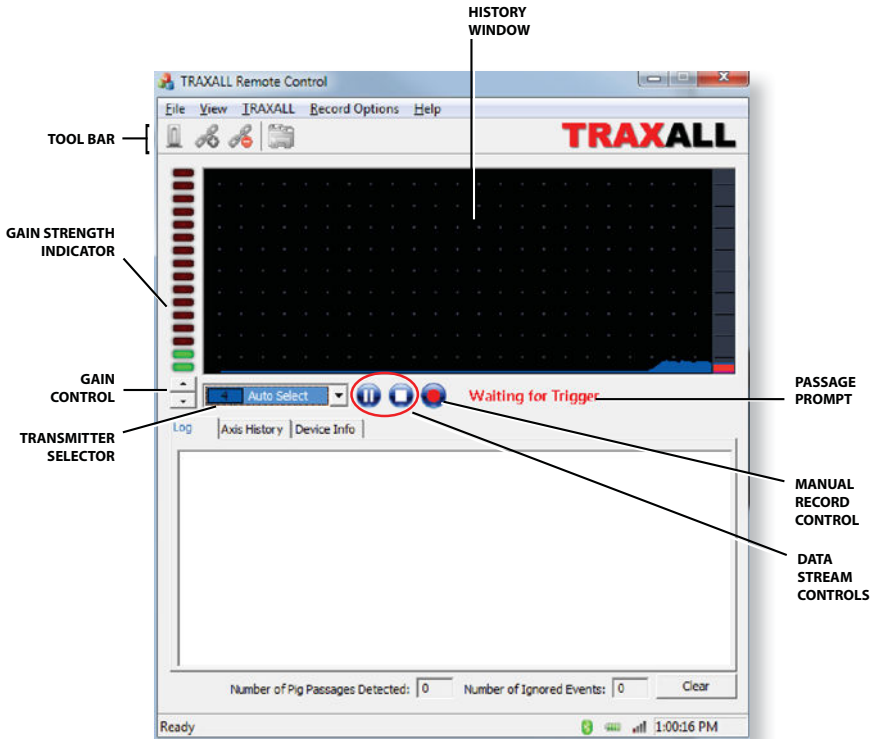 HISTORY
WINDOW
TRAXALL Remote Control
File View TRAXALL Record Options Help
TOOL BAR
TRAXALL
GAIN STRENGTH
INDICATOR
GAIN
CONTROL
4 Auto Select
Waiting for Trigger
PASSAGE
PROMPT
TRANSMITTER
SELECTOR
Log Axis History Device Info
MANUAL
RECORD
CONTROL
DATA
STREAM
CONTROLS
Number of Pig Passages Detected: 0 Number of Ignored Events: 0 Clear
Ready 1:00:16 PM